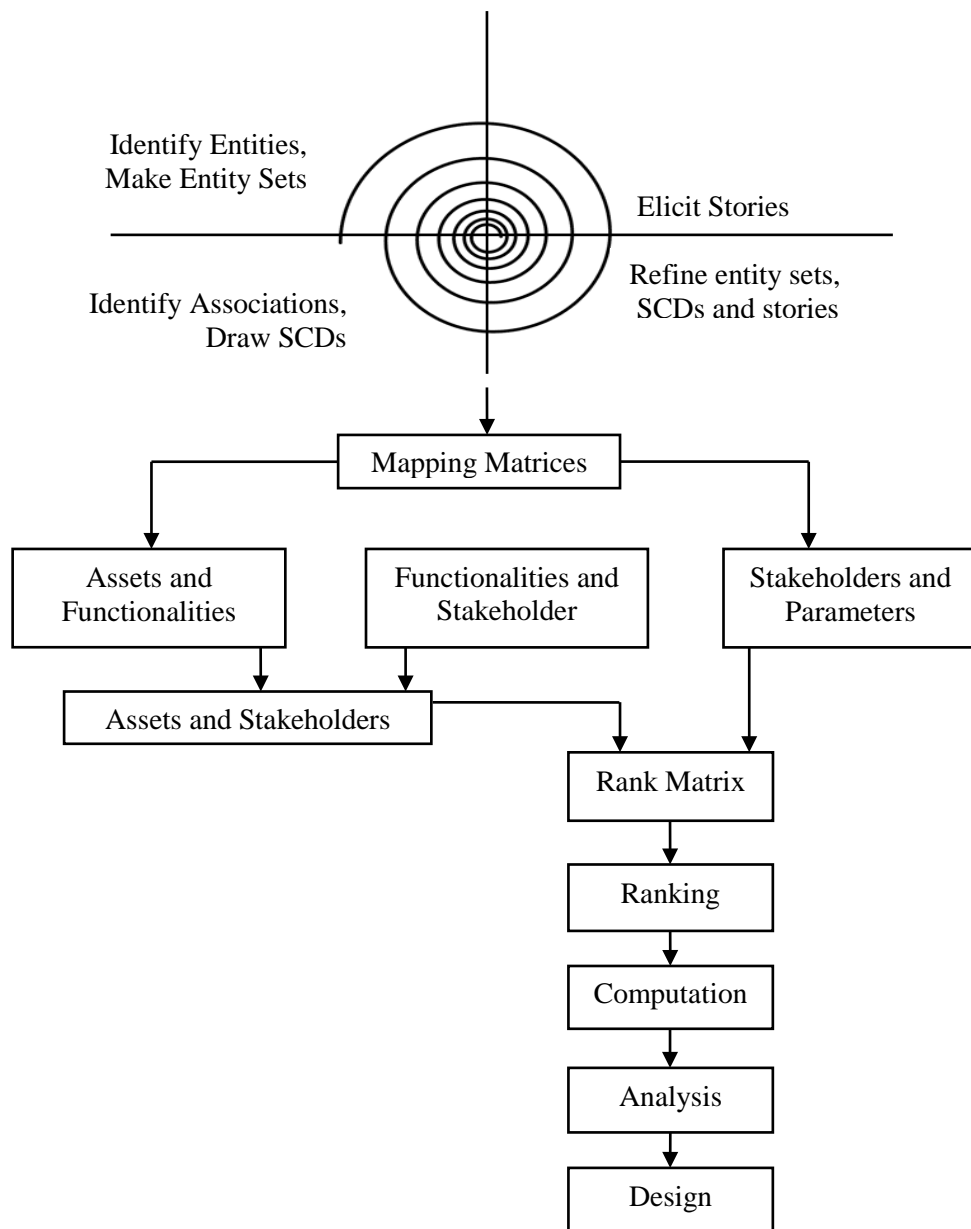 Identify Entities,
Make Entity Sets
Elicit Stories
Identify Associations,
Draw SCDs
Refine entity sets,
SCDs and stories
Mapping Matrices
Assets and
Functionalities
Functionalities and
Stakeholder
Stakeholders and
Parameters
Assets and Stakeholders
Rank Matrix
Ranking
Computation
Analysis
Design